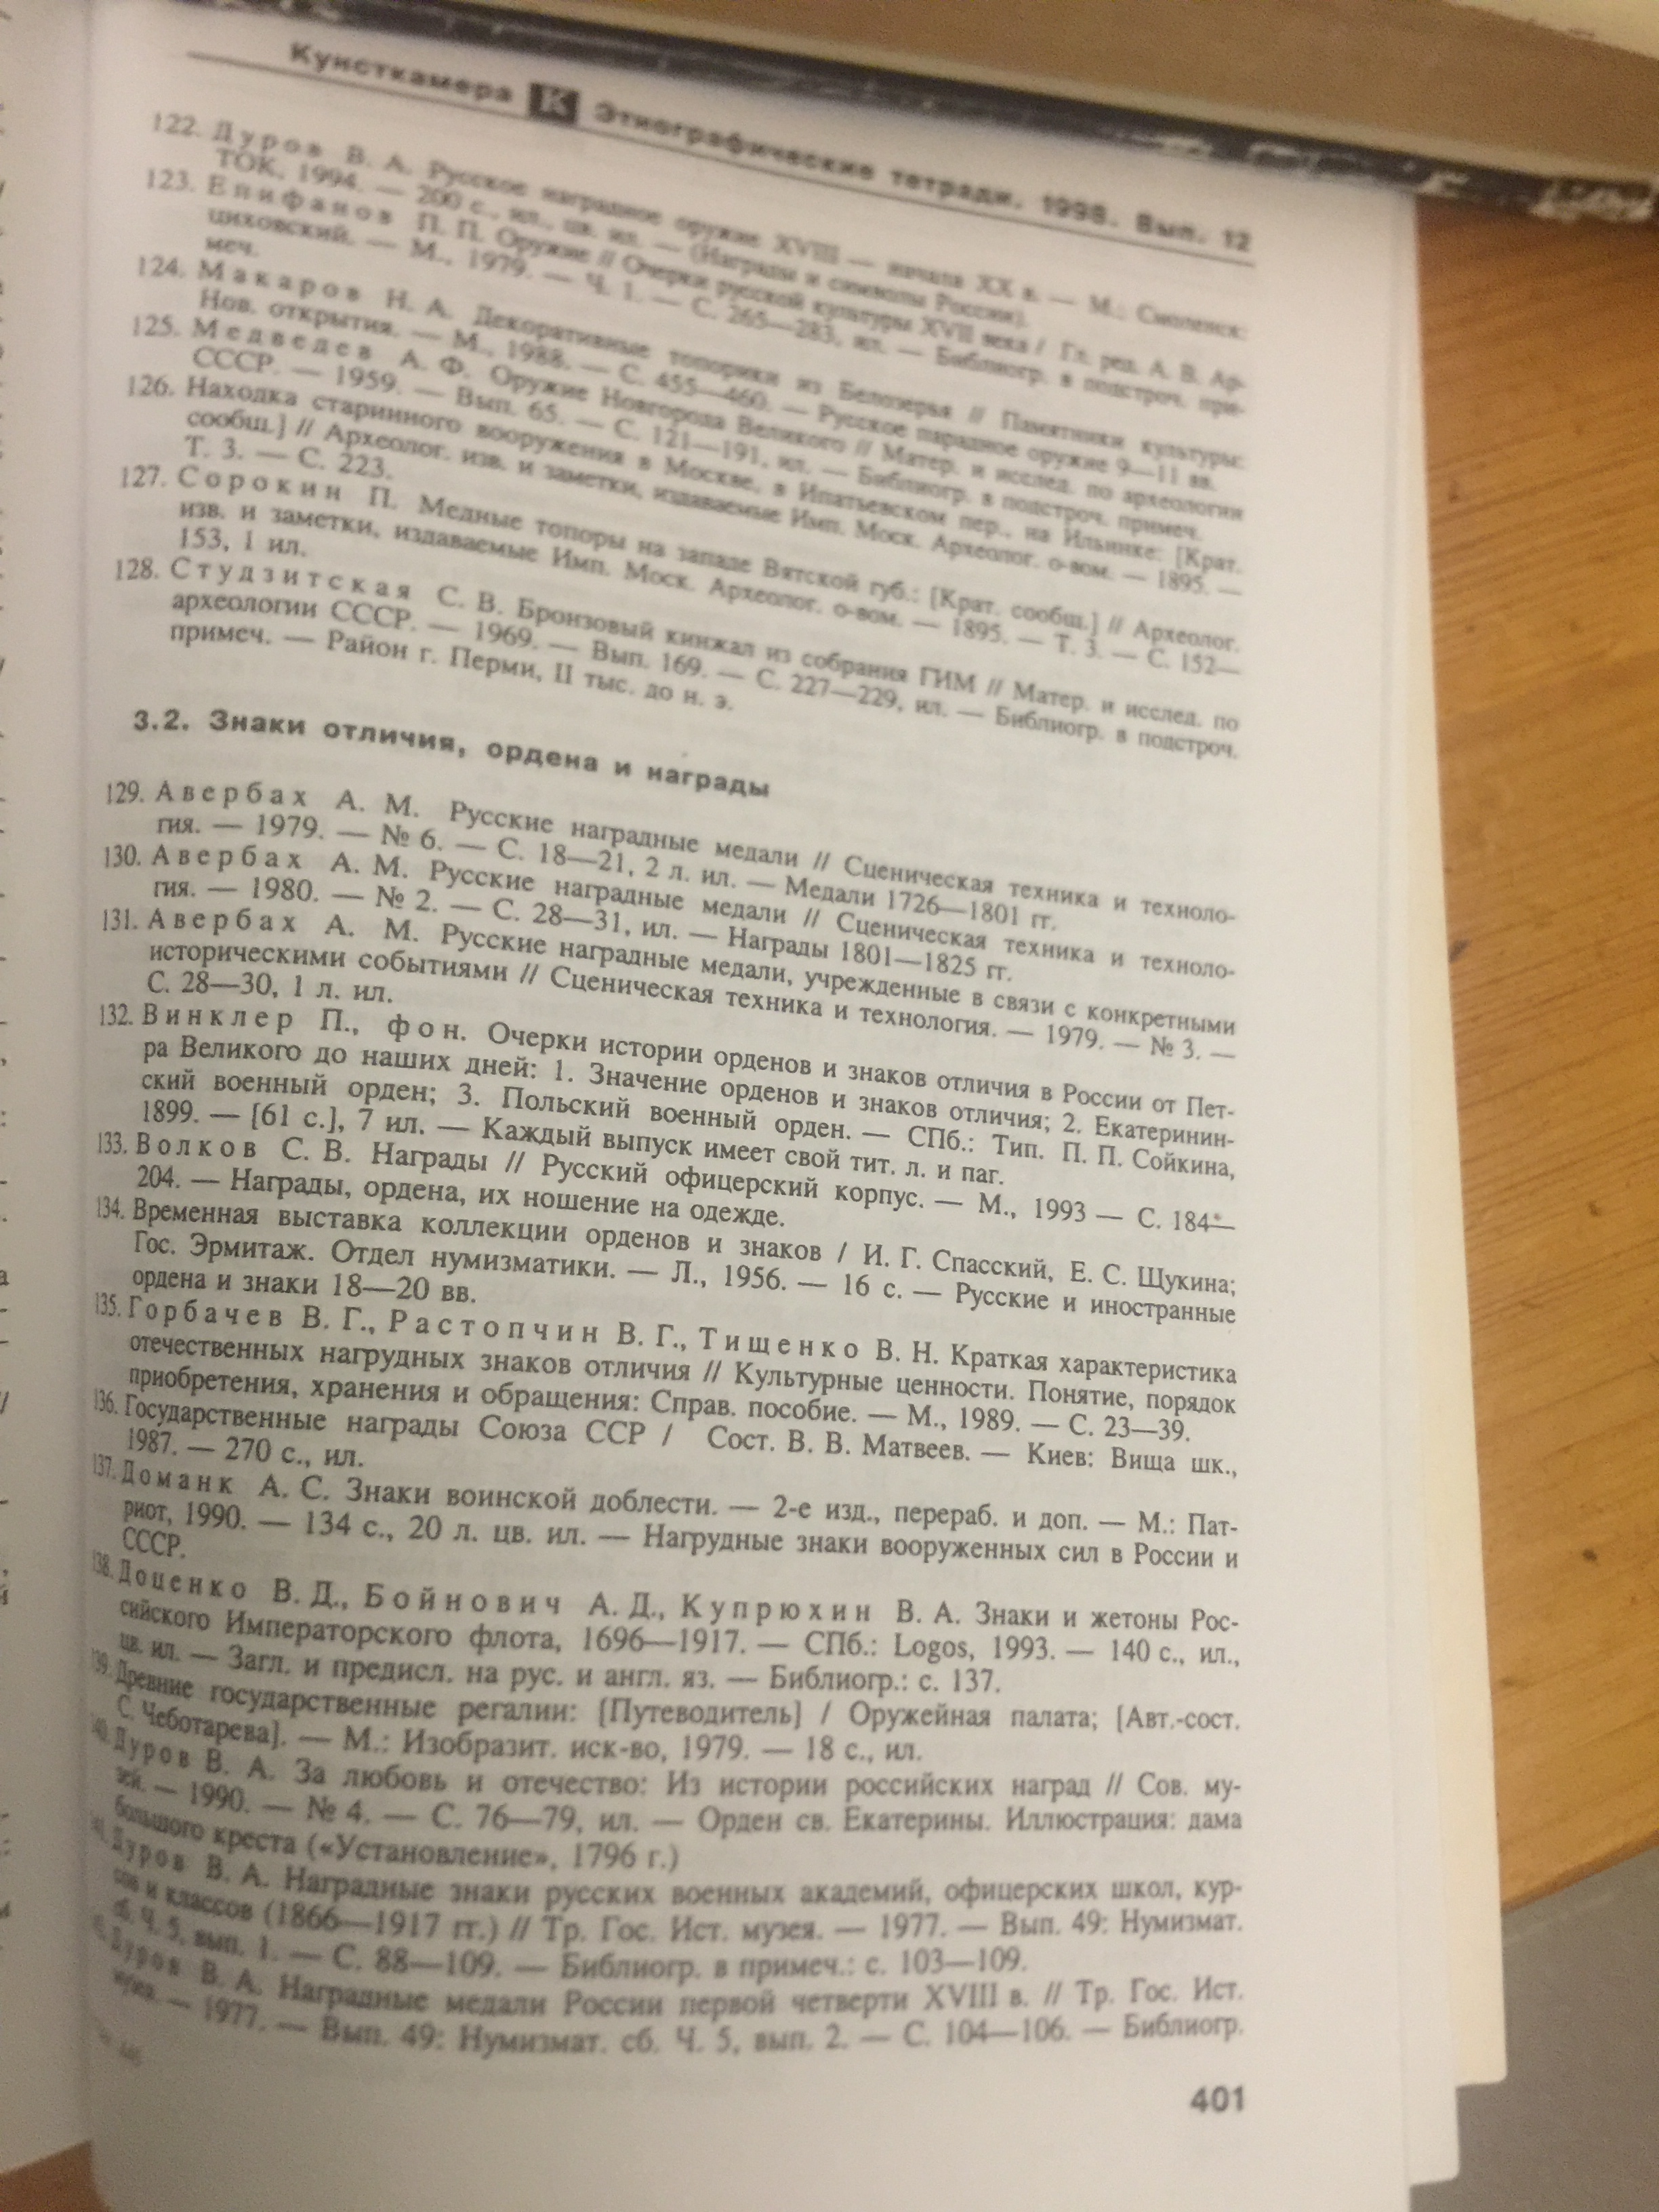 Кунсткамера К Этнографические тетради. 1998. Вып. 12
122. Дуров В. А. Русское наградное оружие XVIII — начала XX в. — М.; Смоленск:
ТОК, 1994. — 200 с., ил., цв. ил. — (Награды и символы России).
123. Епифанов П. П. Оружие // Очерки русской культуры XVII века / Гл. ред. А. В. Ар-
циховский. — М., 1979. — Ч. 1. — С. 265—283, ил. — Библиогр. в подстроч. при-
меч.
124. Макаров Н. А. Декоративные топорики из Белозерья // Памятники культуры:
Нов. открытия. — М., 1988. — С. 455—460. — Русское парадное оружие 9—11 вв.
125. Медведев А. Ф. Оружие Новгорода Великого // Матер. и исслед. по археологии
СССР. — 1959. — Вып. 65. — С. 121—191, ил. — Библиогр. в подстроч. примеч.
126. Находка старинного вооружения в Москве, в Ипатьевском пер., на Ильинке: [Крат.
сообщ.] // Археолог. изв. и заметки, издаваемые Имп. Моск. Археолог. о-вом. — 1895. —
Т. 3. — С. 223.
127. Сорокин П. Медные топоры на западе Вятской губ.: [Крат. сообщ.] // Археолог.
изв. и заметки, издаваемые Имп. Моск. Археолог. о-вом. — 1895. — Т. 3. — С. 152—
153, 1 ил.
128. Студзитская С. В. Бронзовый кинжал из собрания ГИМ // Матер. и исслед. по
археологии СССР. — 1969. — Вып. 169. — С. 227—229, ил. — Библиогр. в подстроч.
примеч. — Район г. Перми, II тыс. до н. э.
3.2. Знаки отличия, ордена и награды
129. Авербах А. М. Русские наградные медали // Сценическая техника и техноло-
гия. — 1979. — № 6. — С. 18—21, 2 л. ил. — Медали 1726—1801 гг.
130. Авербах А. М. Русские наградные медали // Сценическая техника и техноло-
гия. — 1980. — № 2. — С. 28—31, ил. — Награды 1801—1825 гг.
131. Авербах А. М. Русские наградные медали, учрежденные в связи с конкретными
историческими событиями // Сценическая техника и технология. — 1979. — № 3. —
С. 28—30, 1 л. ил.
132. Винклер П., фон. Очерки истории орденов и знаков отличия в России от Пет-
ра Великого до наших дней: 1. Значение орденов и знаков отличия; 2. Екатеринин-
ский военный орден; 3. Польский военный орден. — СПб.: Тип. П. П. Сойкина,
1899. — [61 с.], 7 ил. — Каждый выпуск имеет свой тит. л. и паг.
133. Волков С. В. Награды // Русский офицерский корпус. — М., 1993 — С. 184—
204. — Награды, ордена, их ношение на одежде.
134. Временная выставка коллекции орденов и знаков / И. Г. Спасский, Е. С. Щукина;
Гос. Эрмитаж. Отдел нумизматики. — Л., 1956. — 16 с. — Русские и иностранные
ордена и знаки 18—20 вв.
135. Горбачев В. Г., Растопчин В. Г., Тищенко В. Н. Краткая характеристика
отечественных нагрудных знаков отличия // Культурные ценности. Понятие, порядок
приобретения, хранения и обращения: Справ. пособие. — М., 1989. — С. 23—39.
136. Государственные награды Союза ССР / Сост. В. В. Матвеев. — Киев: Вища шк.,
1987. — 270 с., ил.
137. Доманк А. С. Знаки воинской доблести. — 2-е изд., перераб. и доп. — М.: Пат-
риот, 1990. — 134 с., 20 л. цв. ил. — Нагрудные знаки вооруженных сил в России и
СССР.
138. Доценко В. Д., Бойнович А. Д., Купрюхин В. А. Знаки и жетоны Рос-
сийского Императорского флота, 1696—1917. — СПб.: Logos, 1993. — 140 с., ил.,
цв. ил. — Загл. и предисл. на рус. и англ. яз. — Библиогр.: с. 137.
139. Древние государственные регалии: [Путеводитель] / Оружейная палата; [Авт.-сост.
С. Чеботарева]. — М.: Изобразит. иск-во, 1979. — 18 с., ил.
140. Дуров В. А. За любовь и отечество: Из истории российских наград // Сов. му-
зей. — 1990. — № 4. — С. 76—79, ил. — Орден св. Екатерины. Иллюстрация: дама
большого креста («Установление», 1796 г.)
Дуров В. А. Наградные знаки русских военных академий, офицерских школ, кур-
сов и классов (1866—1917 гг.) // Тр. Гос. Ист. музея. — 1977. — Вып. 49: Нумизмат.
сб. Ч. 5, вып. 1. — С. 88—109. — Библиогр. в примеч.: с. 103—109.
Дуров В. А. Наградные медали России первой четверти XVIII в. // Тр. Гос. Ист.
музея. — 1977. — Вып. 49: Нумизмат. сб. Ч. 5, вып. 2. — С. 104—106. — Библиогр.
401